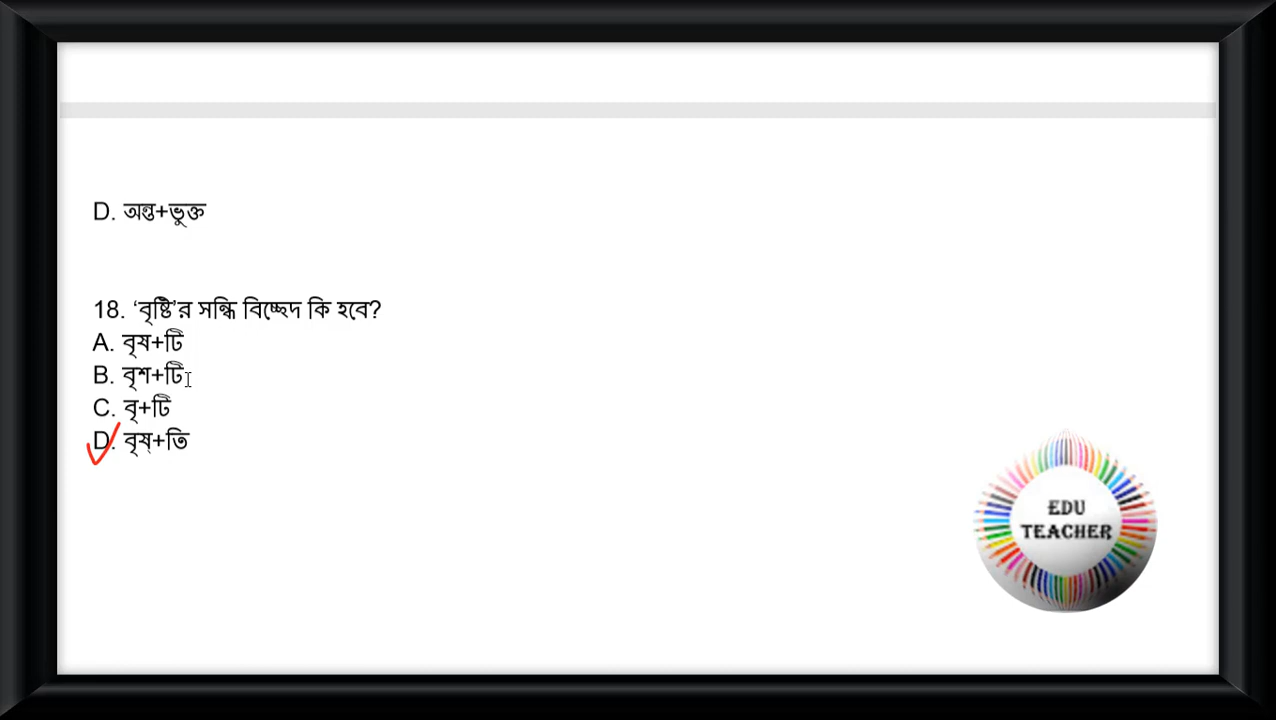 D. অন্ত+ভুক্ত
18. ‘বৃষ্টি’র সন্ধি বিচ্ছেদ কি হবে?
A. বৃষ+টি
B. বৃশ+টি
C. বৃ+টি
D. বৃষ্+তি
EDU
TEACHER